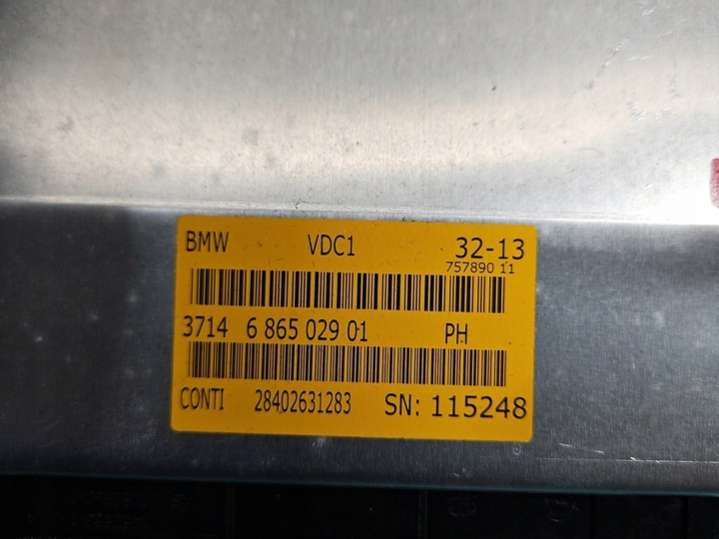 BMW VDC1 32-13
757890 11
3714 6 865 029 01 PH
CONTI 28402631283 SN: 115248